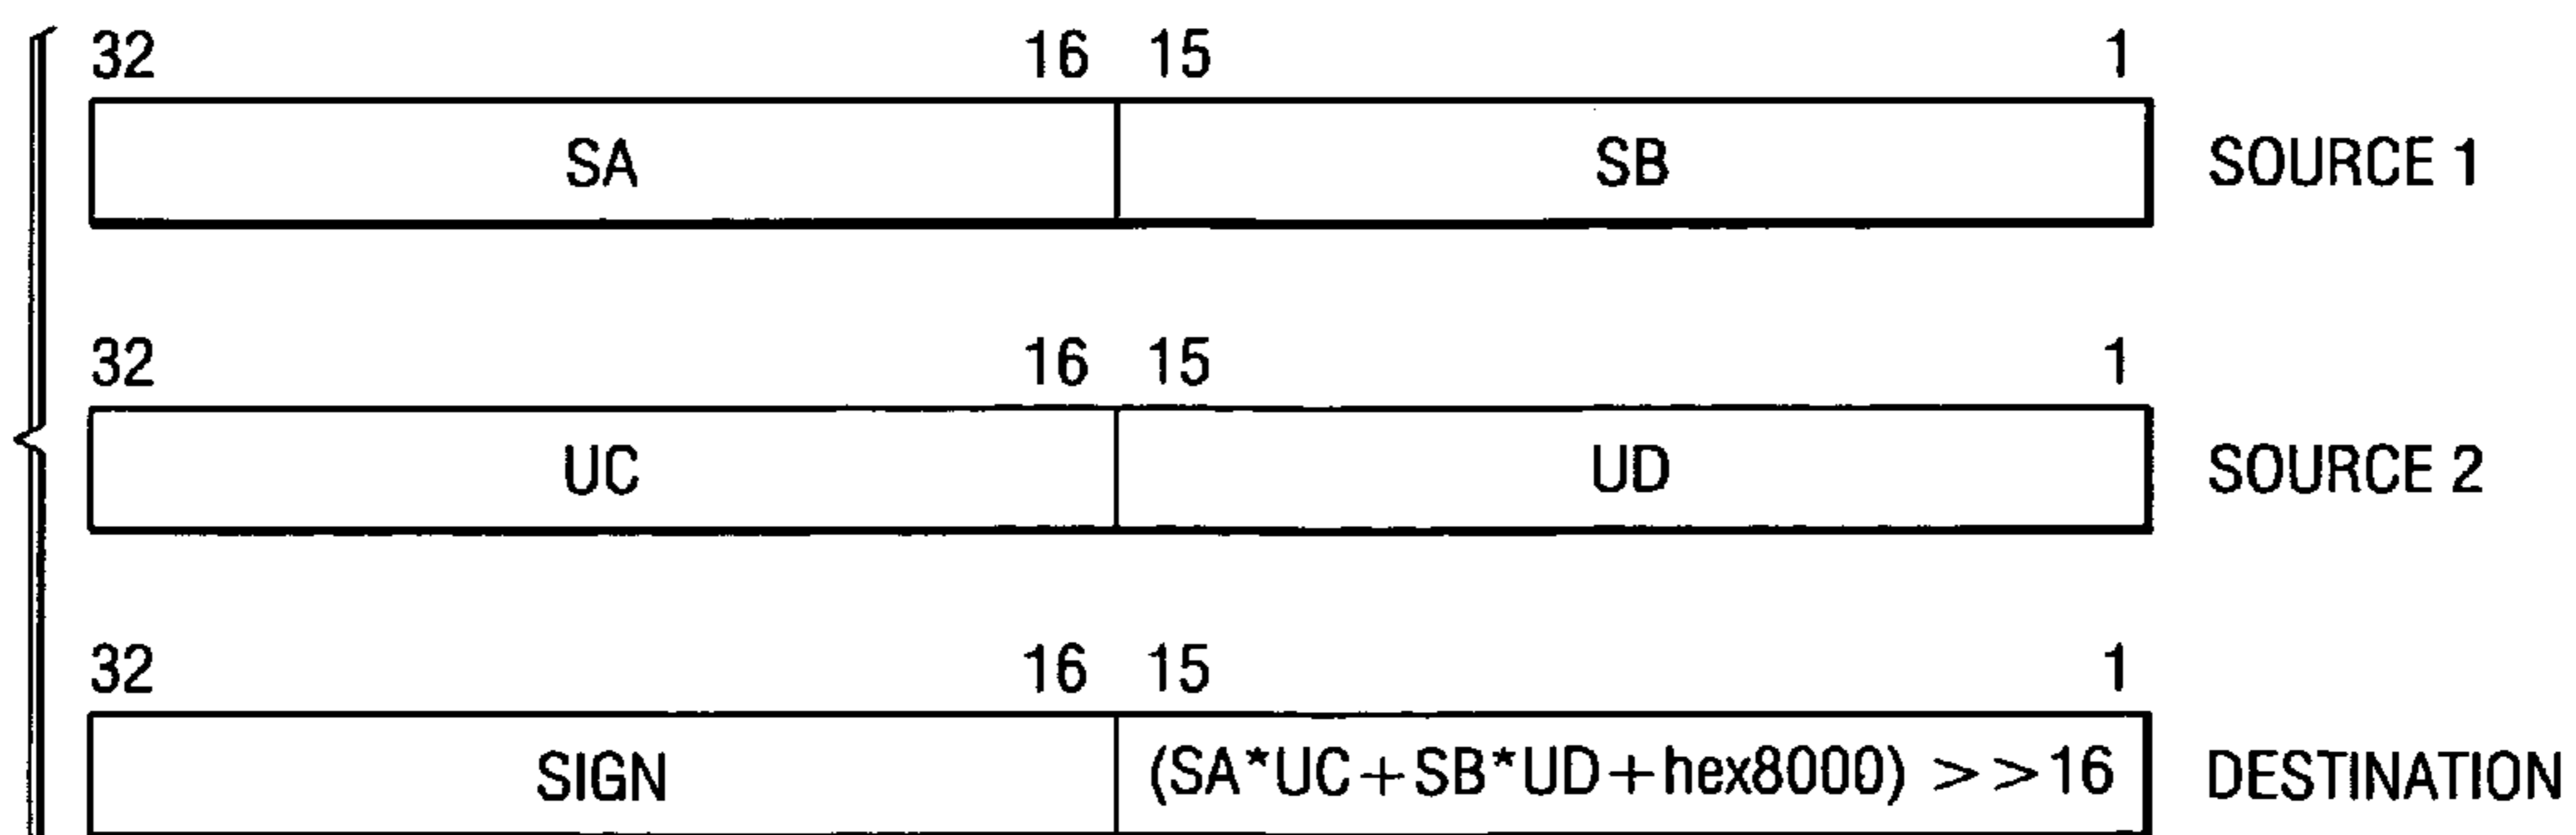 32 16 15 1
SA SB SOURCE 1
32 16 15 1
UC UD SOURCE 2
32 16 15 1
SIGN (SA*UC+SB*UD+hex8000) >>16 DESTINATION